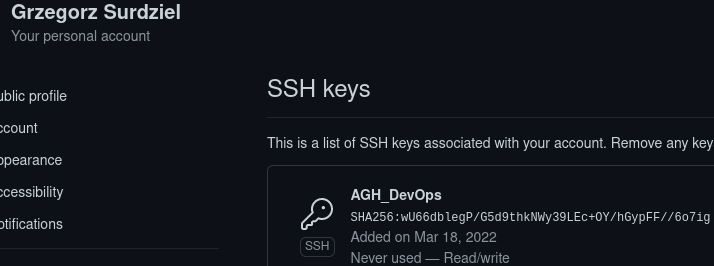 Grzegorz Surdziel
Your personal account
ublic profile
ccount
ppearance
ccessibility
otifications
SSH keys
This is a list of SSH keys associated with your account. Remove any key
AGH_DevOps
SHA256:wU66dblegP/G5d9thkNWy39LEc+OY/hGypFF//6o7ig
SSH
Added on Mar 18, 2022
Never used — Read/write